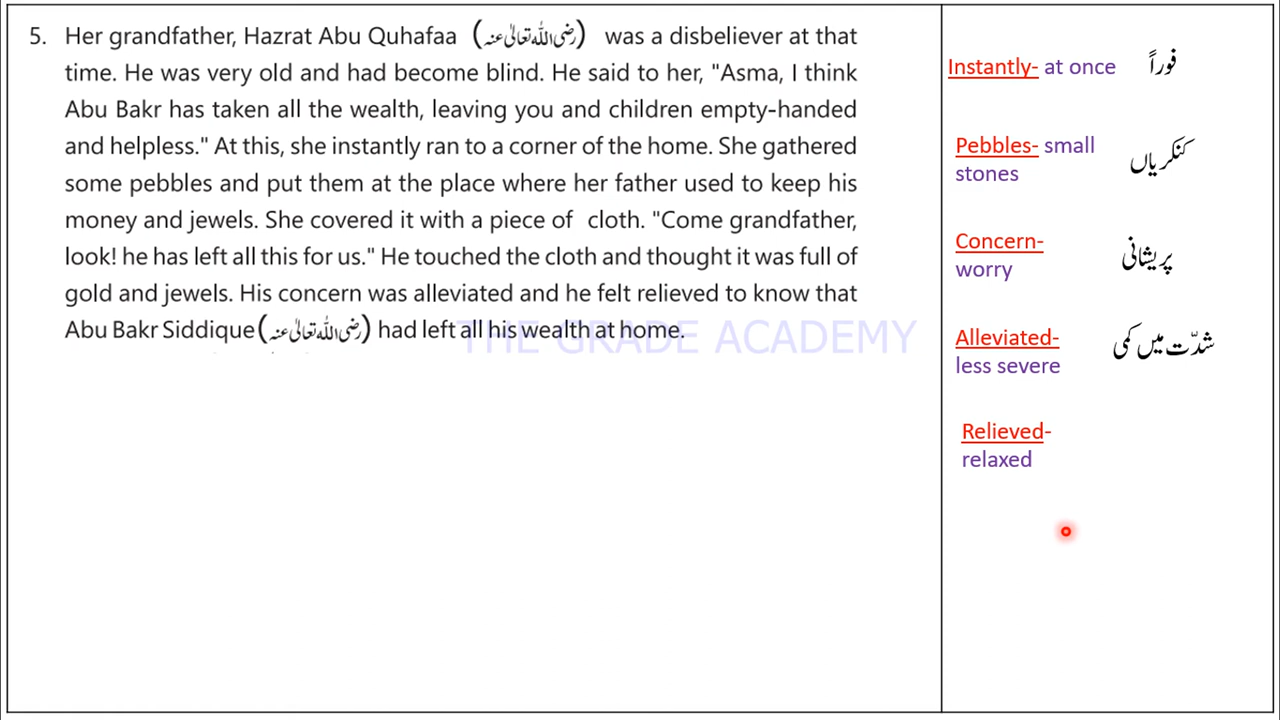 5. Her grandfather, Hazrat Abu Quhafaa (رضی اللہ تعالیٰ عنہ) was a disbeliever at that
time. He was very old and had become blind. He said to her, "Asma, I think
Abu Bakr has taken all the wealth, leaving you and children empty-handed
and helpless." At this, she instantly ran to a corner of the home. She gathered
some pebbles and put them at the place where her father used to keep his
money and jewels. She covered it with a piece of cloth. "Come grandfather,
look! he has left all this for us." He touched the cloth and thought it was full of
gold and jewels. His concern was alleviated and he felt relieved to know that
Abu Bakr Siddique (رضی اللہ تعالیٰ عنہ) had left all his wealth at home.
THE GRADE ACADEMY
Instantly- at once فوراً
Pebbles- small
stones کنکریاں
Concern-
worry پریشانی
Alleviated-
less severe شدّت میں کمی
Relieved-
relaxed